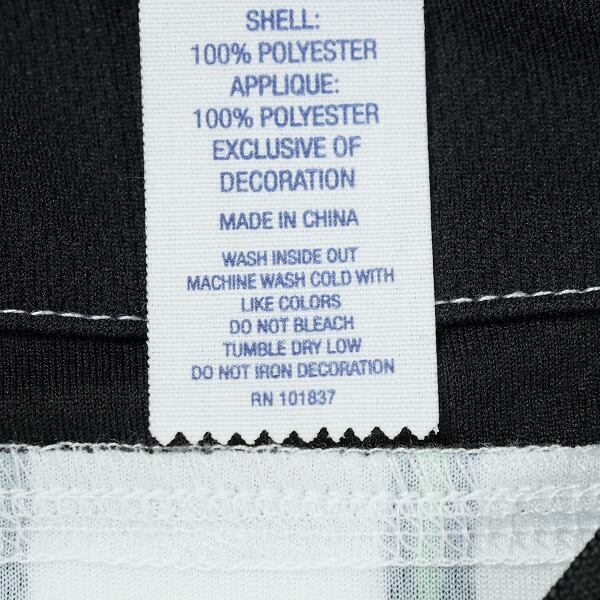 SHELL:
100% POLYESTER
APPLIQUE:
100% POLYESTER
EXCLUSIVE OF
DECORATION
MADE IN CHINA
WASH INSIDE OUT
MACHINE WASH COLD WITH
LIKE COLORS
DO NOT BLEACH
TUMBLE DRY LOW
DO NOT IRON DECORATION
RN 101837